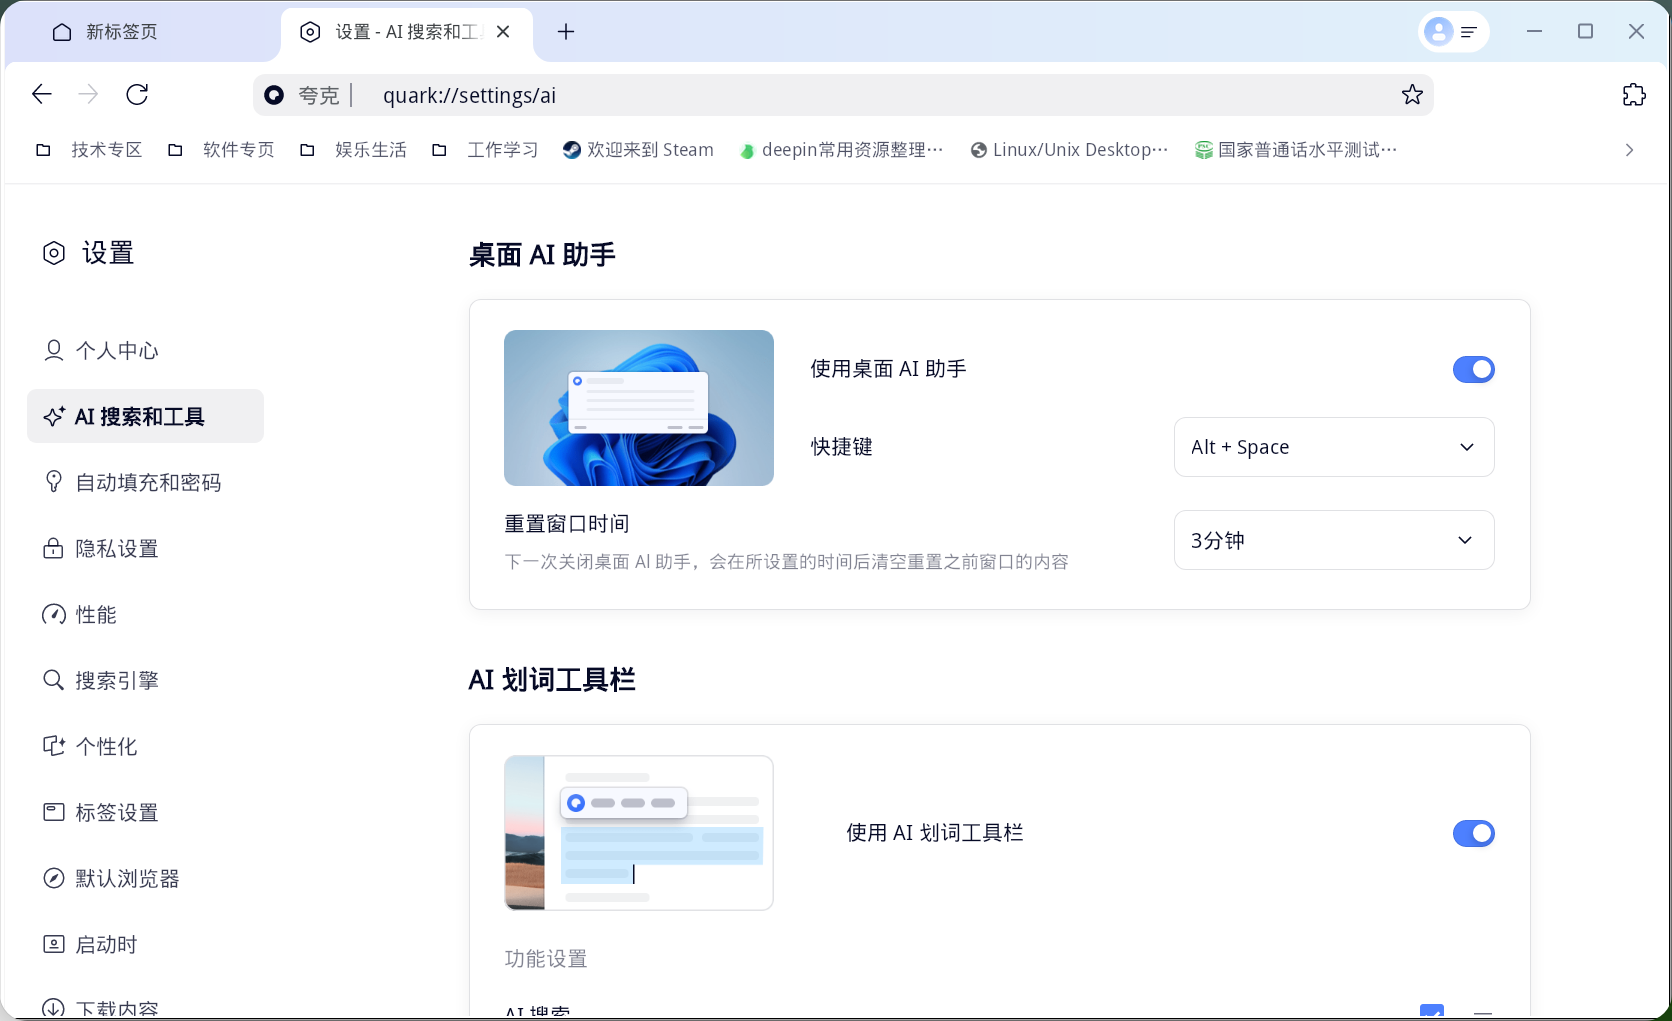 新标签页
设置 - AI 搜索和工
夸克
quark://settings/ai
技术专区
软件专页
娱乐生活
工作学习
欢迎来到 Steam
deepin常用资源整理…
Linux/Unix Desktop…
国家普通话水平测试…
设置
个人中心
AI 搜索和工具
自动填充和密码
隐私设置
性能
搜索引擎
个性化
标签设置
默认浏览器
启动时
下载内容
桌面 AI 助手
使用桌面 AI 助手
快捷键
Alt + Space
重置窗口时间
下一次关闭桌面 AI 助手，会在所设置的时间后清空重置之前窗口的内容
3分钟
AI 划词工具栏
使用 AI 划词工具栏
功能设置
AI 搜索